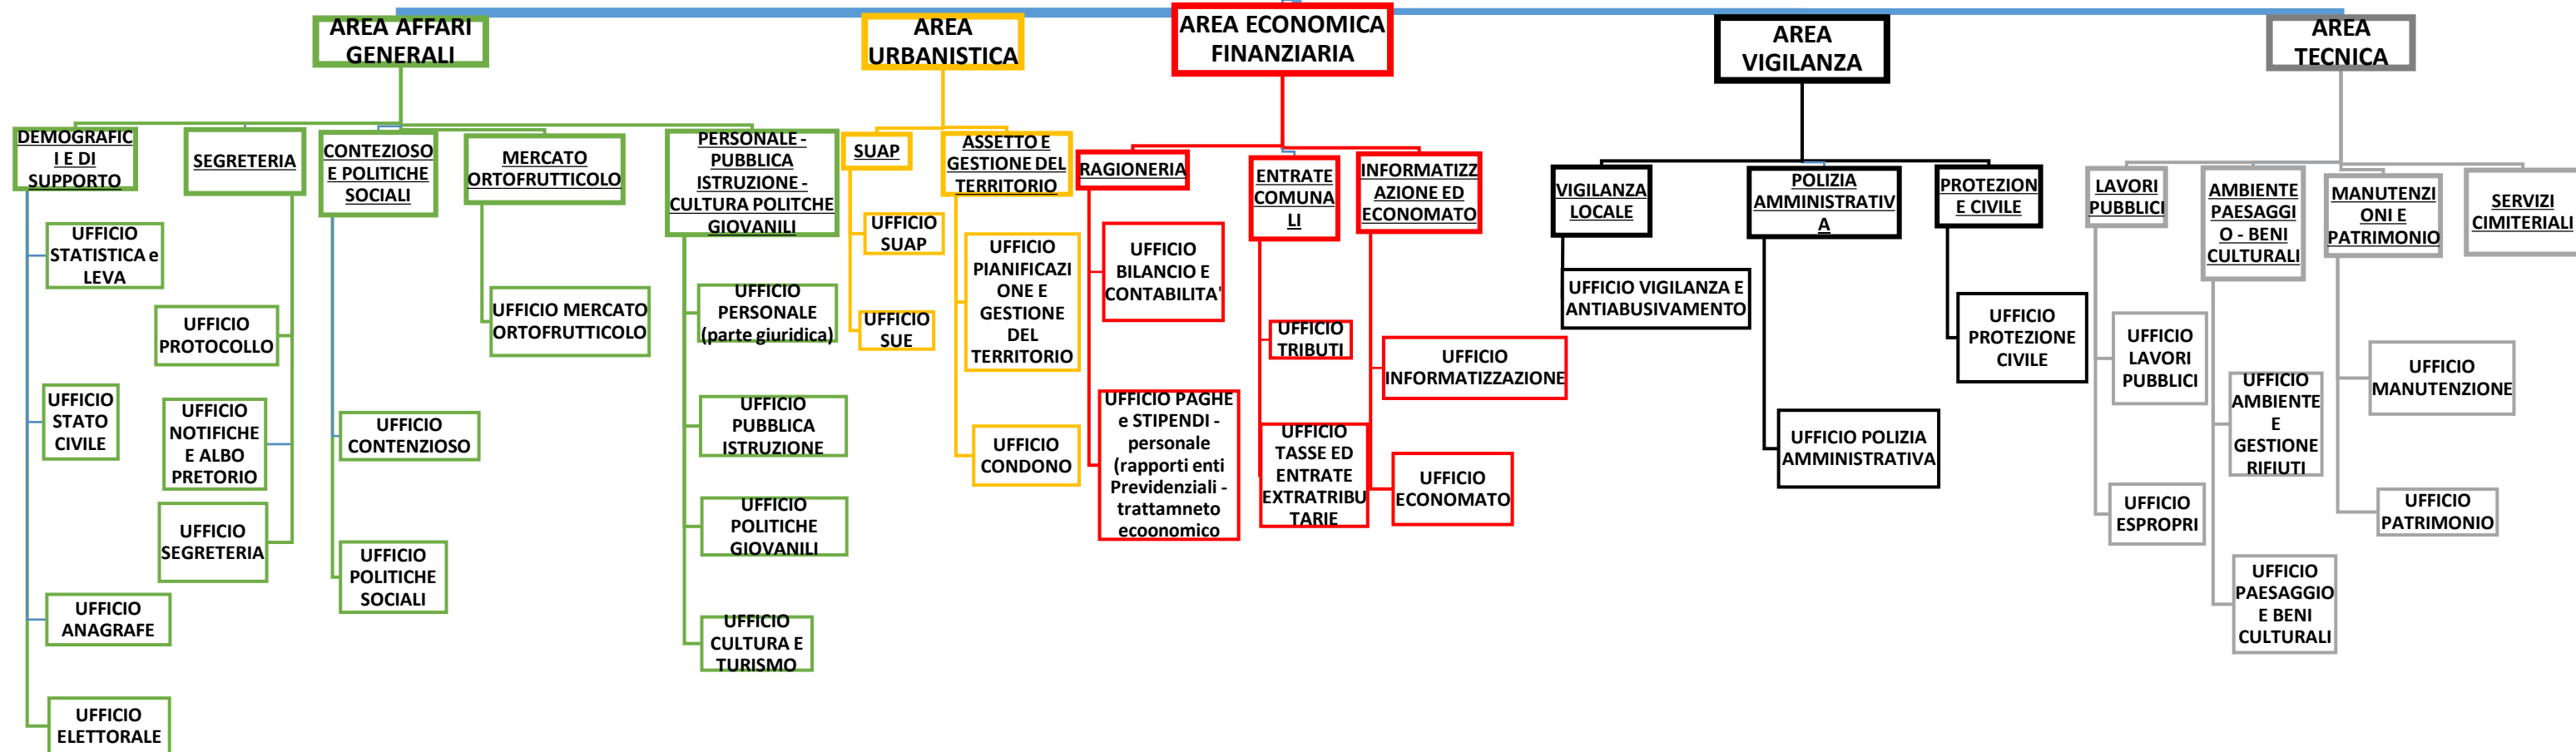 AREA AFFARI
GENERALI
DEMOGRAFIC
I E DI
SUPPORTO
UFFICIO
STATISTICA e
LEVA
UFFICIO
STATO
CIVILE
UFFICIO
ANAGRAFE
UFFICIO
ELETTORALE
SEGRETERIA
UFFICIO
PROTOCOLLO
UFFICIO
NOTIFICHE
E ALBO
PRETORIO
UFFICIO
SEGRETERIA
CONTEZIOSO
E POLITICHE
SOCIALI
UFFICIO
CONTENZIOSO
UFFICIO
POLITICHE
SOCIALI
MERCATO
ORTOFRUTTICOLO
UFFICIO MERCATO
ORTOFRUTTICOLO
PERSONALE -
PUBBLICA
ISTRUZIONE -
CULTURA POLITCHE
GIOVANILI
UFFICIO
PERSONALE
(parte giuridica)
UFFICIO
PUBBLICA
ISTRUZIONE
UFFICIO
POLITICHE
GIOVANILI
UFFICIO
CULTURA E
TURISMO
AREA
URBANISTICA
SUAP
UFFICIO
SUAP
UFFICIO
SUE
ASSETTO E
GESTIONE DEL
TERRITORIO
UFFICIO
PIANIFICAZI
ONE E
GESTIONE
DEL
TERRITORIO
UFFICIO
CONDONO
AREA ECONOMICA
FINANZIARIA
RAGIONERIA
UFFICIO
BILANCIO E
CONTABILITA'
UFFICIO PAGHE
e STIPENDI -
personale
(rapporti enti
Previdenziali -
trattamneto
ecoonomico
ENTRATE
COMUNA
LI
UFFICIO
TRIBUTI
UFFICIO
TASSE ED
ENTRATE
EXTRATRIBU
TARIE
INFORMATIZZ
AZIONE ED
ECONOMATO
UFFICIO
INFORMATIZZAZIONE
UFFICIO
ECONOMATO
AREA
VIGILANZA
VIGILANZA
LOCALE
UFFICIO VIGILANZA E
ANTIABUSIVAMENTO
POLIZIA
AMMINISTRATIV
A
UFFICIO POLIZIA
AMMINISTRATIVA
PROTEZION
E CIVILE
UFFICIO
PROTEZIONE
CIVILE
AREA
TECNICA
LAVORI
PUBBLICI
UFFICIO
LAVORI
PUBBLICI
UFFICIO
ESPROPRI
AMBIENTE
PAESAGGI
O - BENI
CULTURALI
UFFICIO
AMBIENTE
E
GESTIONE
RIFIUTI
UFFICIO
PAESAGGIO
E BENI
CULTURALI
MANUTENZI
ONI E
PATRIMONIO
UFFICIO
MANUTENZIONE
UFFICIO
PATRIMONIO
SERVIZI
CIMITERIALI